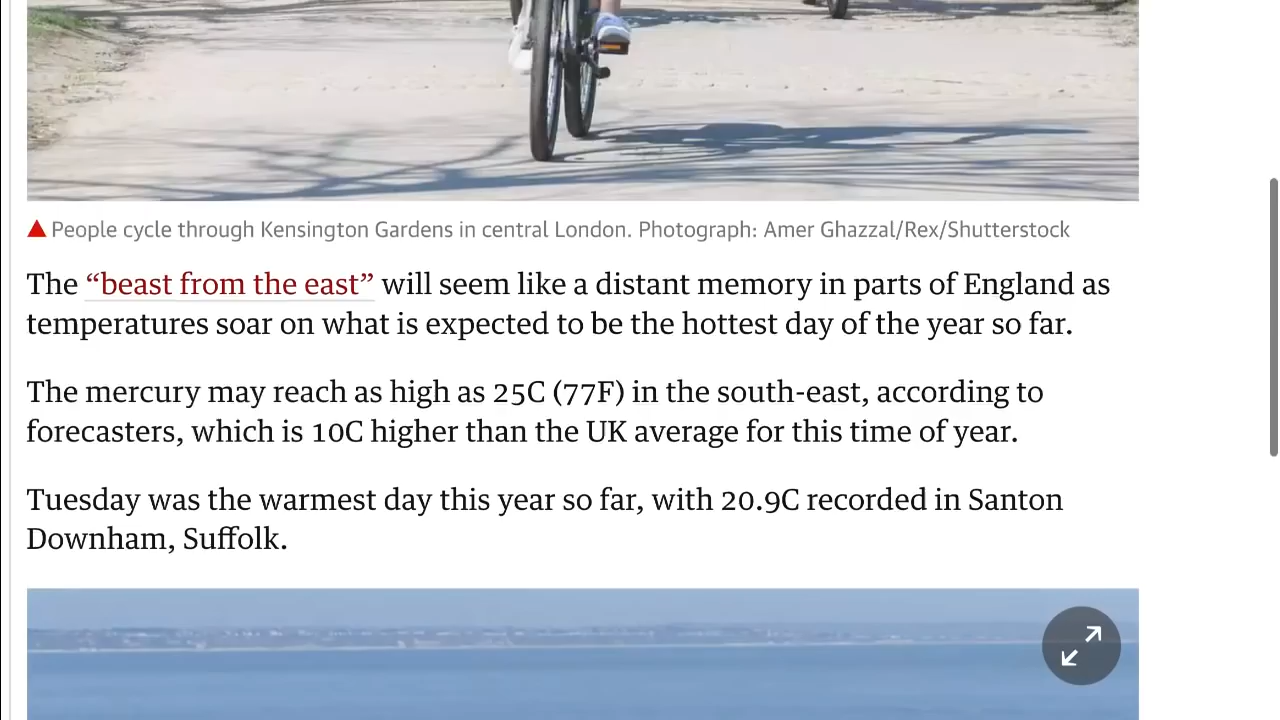 People cycle through Kensington Gardens in central London. Photograph: Amer Ghazzal/Rex/Shutterstock
The “beast from the east” will seem like a distant memory in parts of England as
temperatures soar on what is expected to be the hottest day of the year so far.
The mercury may reach as high as 25C (77F) in the south-east, according to
forecasters, which is 10C higher than the UK average for this time of year.
Tuesday was the warmest day this year so far, with 20.9C recorded in Santon
Downham, Suffolk.